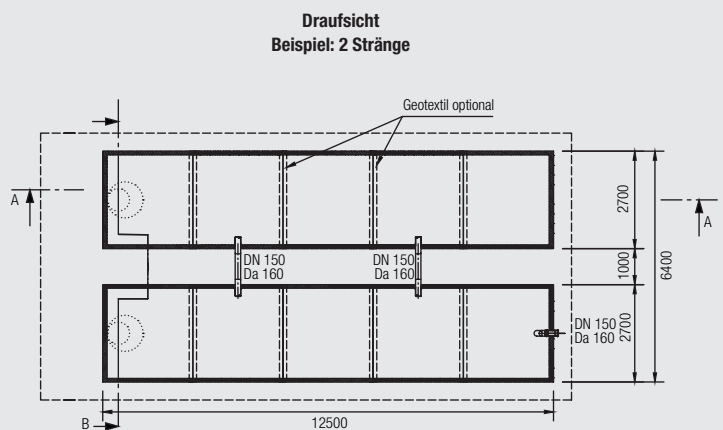 Draufsicht
Beispiel: 2 Stränge
Geotextil optional
A
A
DN 150
Da 160
DN 150
Da 160
2700
1000
6400
2700
DN 150
Da 160
B
12500